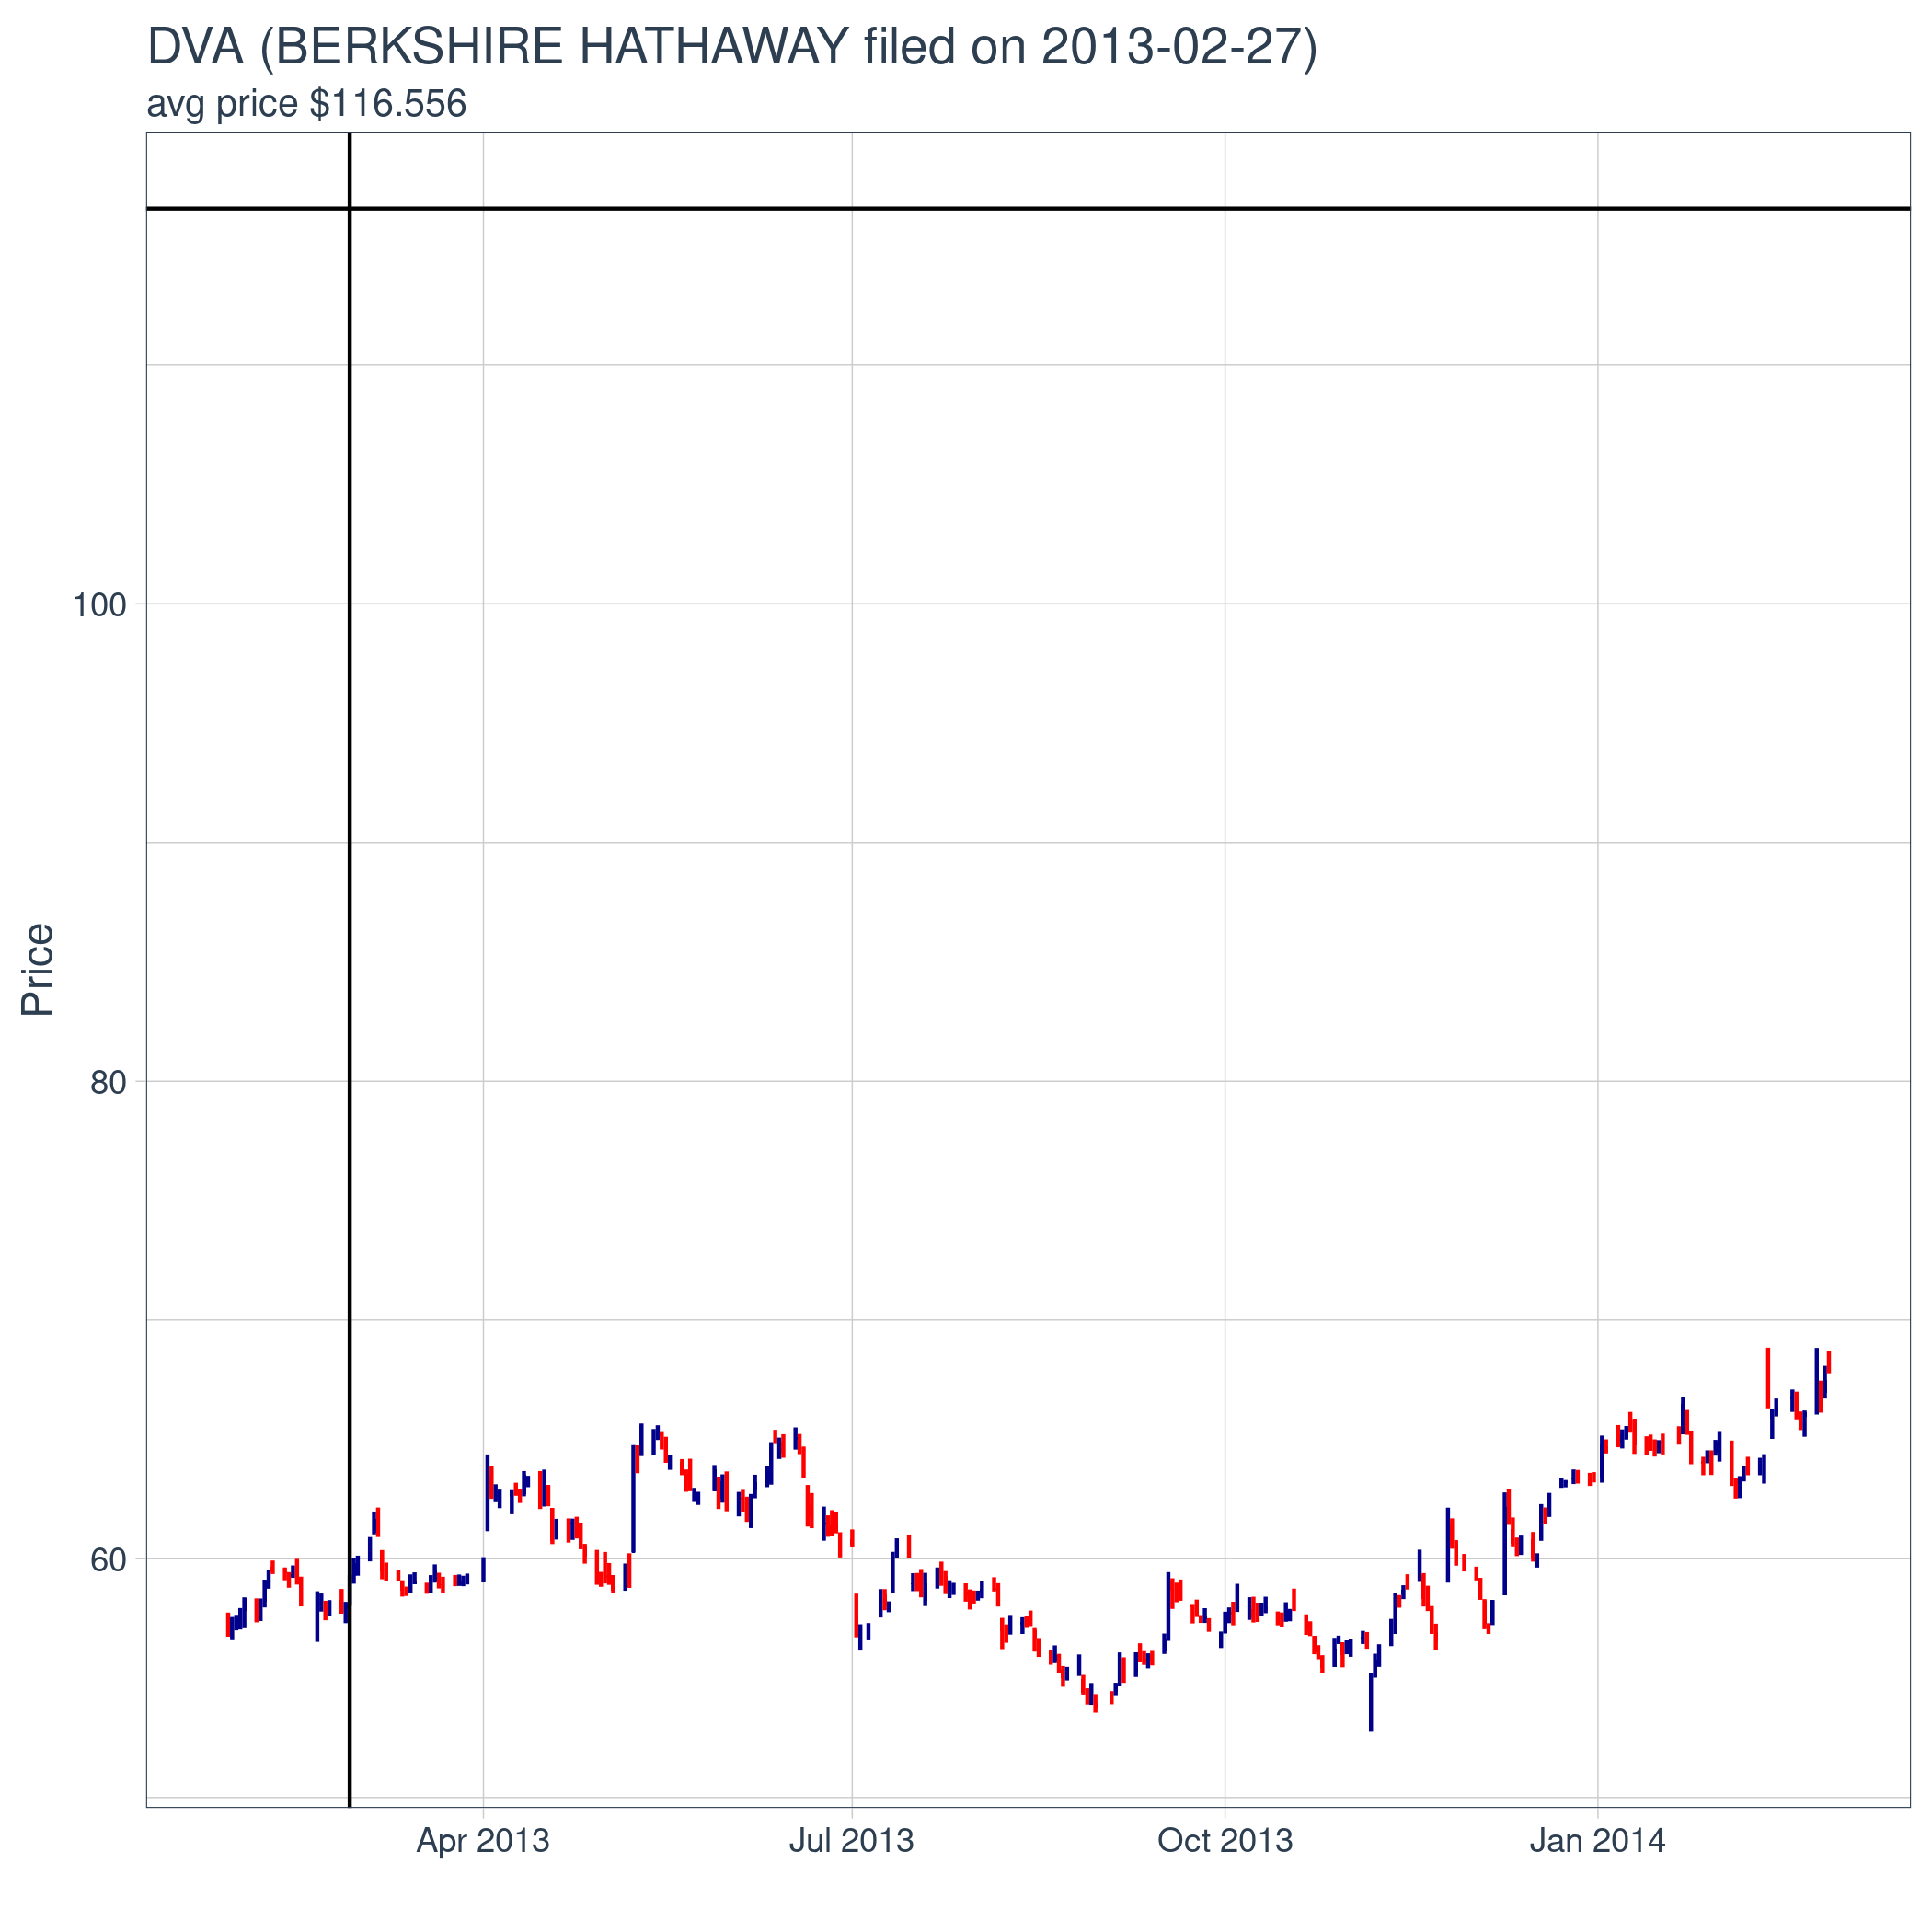 DVA (BERKSHIRE HATHAWAY filed on 2013-02-27)
avg price $116.556
100
80
60
Price
Apr 2013
Jul 2013
Oct 2013
Jan 2014